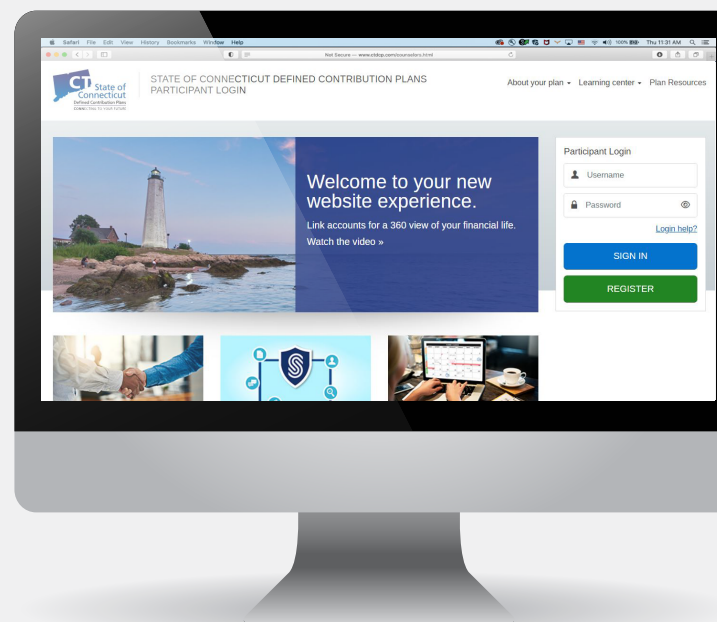 Safari File Edit View History Bookmarks Window Help
100% Thu 11:31 AM
Not Secure — www.ctdcp.com/counselors.html
CT State of
Connecticut
Defined Contribution Plans
STATE OF CONNECTICUT DEFINED CONTRIBUTION PLANS
PARTICIPANT LOGIN
About your plan Learning center Plan Resources
Welcome to your new
website experience.
Link accounts for a 360 view of your financial life.
Watch the video »
Participant Login
Username
Password
Login help?
SIGN IN
REGISTER